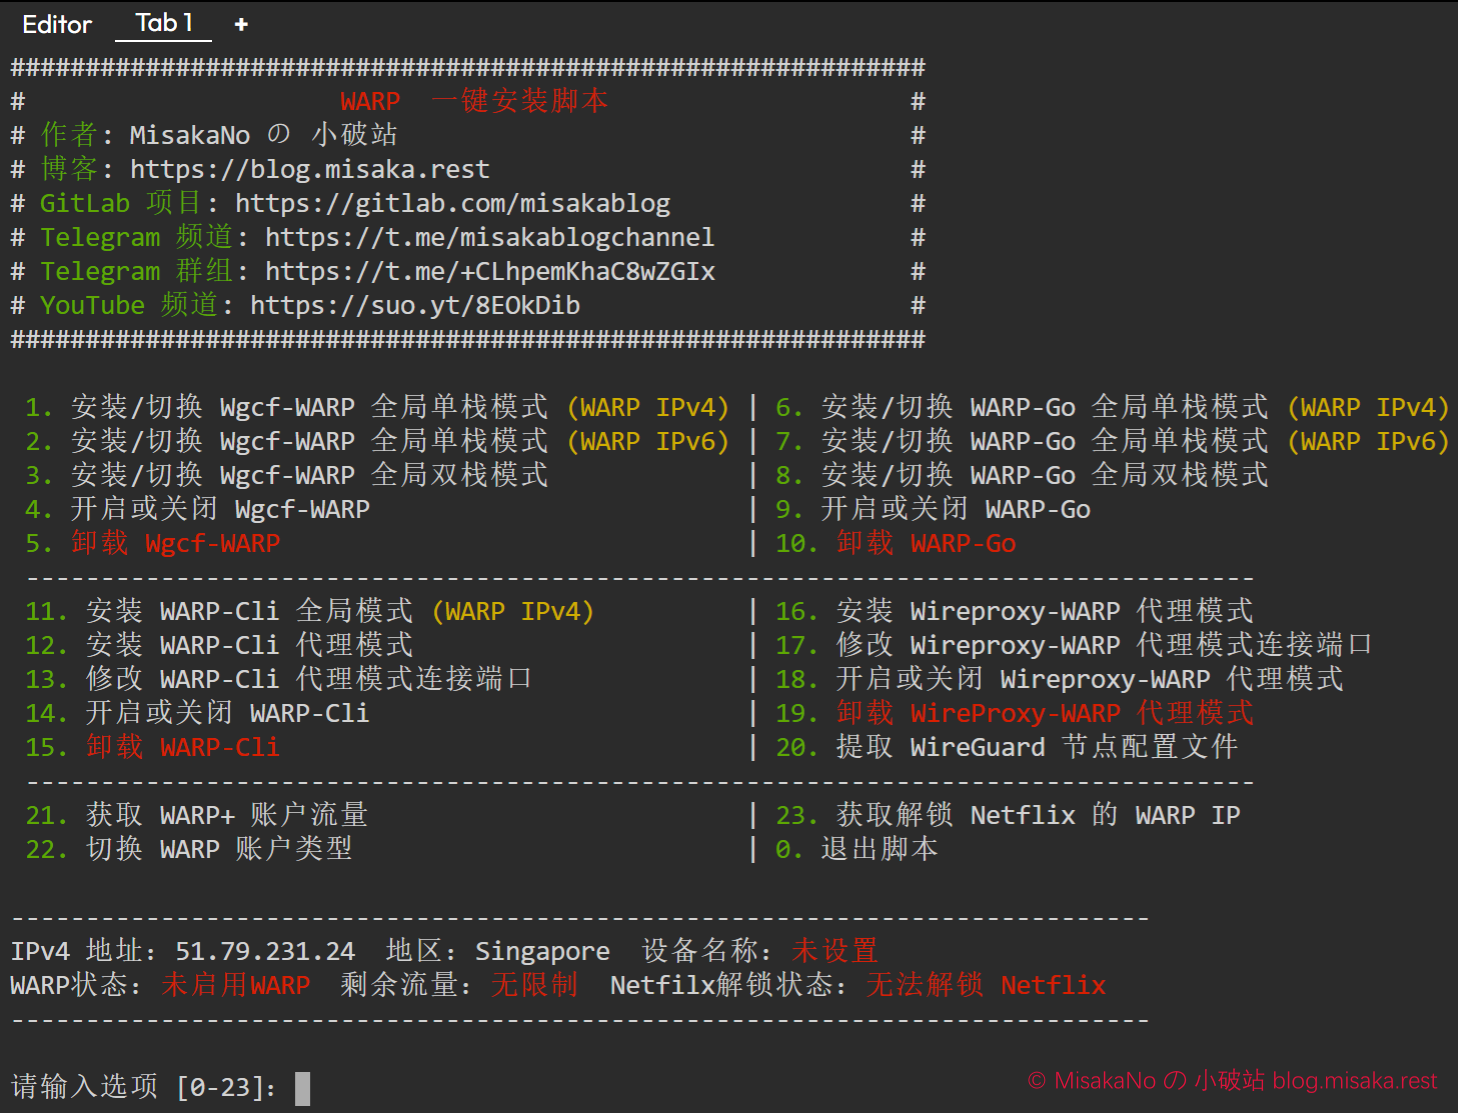 Editor Tab 1 +
#############################################################
#                     WARP  一键安装脚本                    #
# 作者: MisakaNo の 小破站                                  #
# 博客: https://blog.misaka.rest                            #
# GitLab 项目: https://gitlab.com/misakablog                #
# Telegram 频道: https://t.me/misakablogchannel             #
# Telegram 群组: https://t.me/+CLhpemKhaC8wZGIx             #
# YouTube 频道: https://suo.yt/8EOkDib                      #
#############################################################
1. 安装/切换 Wgcf-WARP 全局单栈模式 (WARP IPv4) | 6. 安装/切换 WARP-Go 全局单栈模式 (WARP IPv4)
2. 安装/切换 Wgcf-WARP 全局单栈模式 (WARP IPv6) | 7. 安装/切换 WARP-Go 全局单栈模式 (WARP IPv6)
3. 安装/切换 Wgcf-WARP 全局双栈模式 | 8. 安装/切换 WARP-Go 全局双栈模式
4. 开启或关闭 Wgcf-WARP | 9. 开启或关闭 WARP-Go
5. 卸载 Wgcf-WARP | 10. 卸载 WARP-Go
----------------------------------------------------------------------------------
11. 安装 WARP-Cli 全局模式 (WARP IPv4) | 16. 安装 Wireproxy-WARP 代理模式
12. 安装 WARP-Cli 代理模式 | 17. 修改 Wireproxy-WARP 代理模式连接端口
13. 修改 WARP-Cli 代理模式连接端口 | 18. 开启或关闭 Wireproxy-WARP 代理模式
14. 开启或关闭 WARP-Cli | 19. 卸载 WireProxy-WARP 代理模式
15. 卸载 WARP-Cli | 20. 提取 WireGuard 节点配置文件
----------------------------------------------------------------------------------
21. 获取 WARP+ 账户流量 | 23. 获取解锁 Netflix 的 WARP IP
22. 切换 WARP 账户类型 | 0. 退出脚本
----------------------------------------------------------------------------
IPv4 地址: 51.79.231.24  地区: Singapore  设备名称: 未设置
WARP状态: 未启用WARP  剩余流量: 无限制  Netfilx解锁状态: 无法解锁 Netflix
----------------------------------------------------------------------------
请输入选项 [0-23]:
© MisakaNo の 小破站 blog.misaka.rest